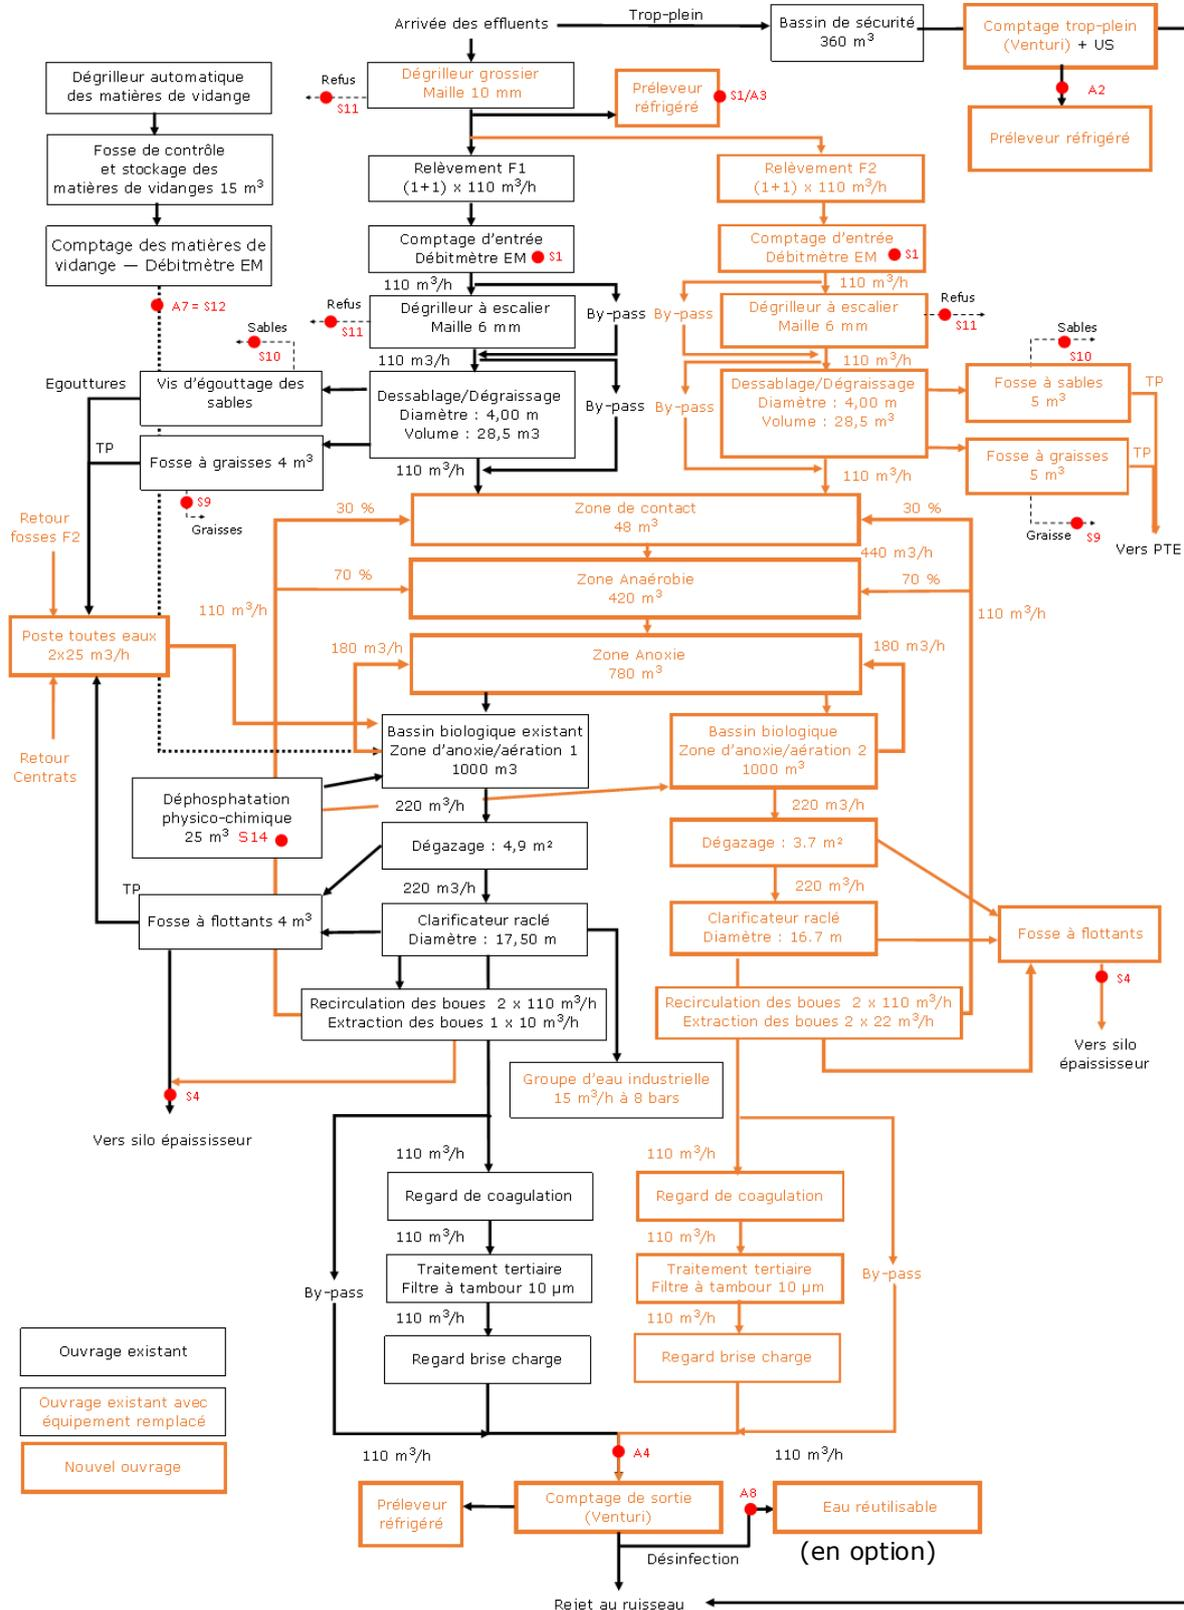 Arrivée des effluents
Trop-plein
Bassin de sécurité
360 m³
Comptage trop-plein
(Venturi) + US
A2
Préleveur réfrigéré
Dégrilleur automatique
des matières de vidange
Refus
S11
Dégrilleur grossier
Maille 10 mm
Préleveur
réfrigéré
S1/A3
Fosse de contrôle
et stockage des
matières de vidanges 15 m³
Relèvement F1
(1+1) x 110 m³/h
Relèvement F2
(1+1) x 110 m³/h
Comptage des matières de
vidange — Débitmètre EM
Comptage d'entrée
Débitmètre EM
S1
Comptage d'entrée
Débitmètre EM
S1
110 m³/h
110 m³/h
A7 = S12
Refus
S11
Dégrilleur à escalier
Maille 6 mm
By-pass
By-pass
Dégrilleur à escalier
Maille 6 mm
Refus
S11
Sables
S10
110 m3/h
110 m³/h
Sables
S10
Egouttures
Vis d'égouttage des
sables
Dessablage/Dégraissage
Diamètre : 4,00 m
Volume : 28,5 m3
By-pass
By-pass
Dessablage/Dégraissage
Diamètre : 4,00 m
Volume : 28,5 m³
Fosse à sables
5 m³
TP
TP
Fosse à graisses 4 m³
110 m³/h
110 m³/h
Fosse à graisses
5 m³
TP
S9
Graisses
Graisse
S9
Vers PTE
Retour
fosses F2
30 %
Zone de contact
48 m³
30 %
440 m3/h
70 %
Zone Anaérobie
420 m³
70 %
110 m³/h
110 m³/h
Poste toutes eaux
2x25 m3/h
180 m3/h
Zone Anoxie
780 m³
180 m3/h
Retour
Centrats
Bassin biologique existant
Zone d'anoxie/aération 1
1000 m3
Bassin biologique
Zone d'anoxie/aération 2
1000 m³
Déphosphatation
physico-chimique
25 m³ S14
220 m³/h
220 m3/h
Dégazage : 4,9 m²
Dégazage : 3.7 m²
220 m3/h
220 m³/h
TP
Fosse à flottants 4 m³
Clarificateur raclé
Diamètre : 17,50 m
Clarificateur raclé
Diamètre : 16.7 m
Fosse à flottants
S4
Recirculation des boues 2 x 110 m³/h
Extraction des boues 1 x 10 m³/h
Recirculation des boues 2 x 110 m³/h
Extraction des boues 2 x 22 m³/h
Vers silo
épaississeur
Groupe d'eau industrielle
15 m³/h à 8 bars
S4
Vers silo épaississeur
110 m³/h
110 m³/h
Regard de coagulation
Regard de coagulation
110 m³/h
110 m³/h
Traitement tertiaire
Filtre à tambour 10 µm
Traitement tertiaire
Filtre à tambour 10 µm
By-pass
By-pass
110 m³/h
110 m³/h
Regard brise charge
Regard brise charge
Ouvrage existant
Ouvrage existant avec
équipement remplacé
Nouvel ouvrage
110 m³/h
A4
110 m³/h
Préleveur
réfrigéré
Comptage de sortie
(Venturi)
A8
Eau réutilisable
(en option)
Désinfection
Rejet au ruisseau